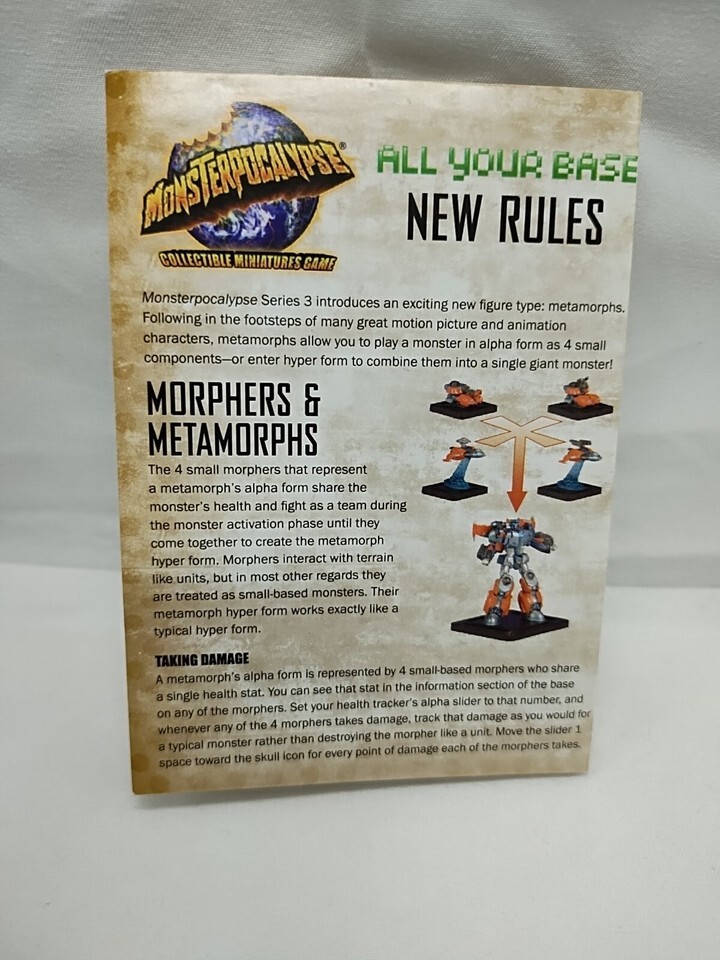 MONSTERPOCALYPSE®
COLLECTIBLE MINIATURES GAME
ALL YOUR BASE
NEW RULES
Monsterpocalypse Series 3 introduces an exciting new figure type: metamorphs.
Following in the footsteps of many great motion picture and animation
characters, metamorphs allow you to play a monster in alpha form as 4 small
components—or enter hyper form to combine them into a single giant monster!
MORPHERS &
METAMORPHS
The 4 small morphers that represent
a metamorph's alpha form share the
monster's health and fight as a team during
the monster activation phase until they
come together to create the metamorph
hyper form. Morphers interact with terrain
like units, but in most other regards they
are treated as small-based monsters. Their
metamorph hyper form works exactly like a
typical hyper form.
TAKING DAMAGE
A metamorph's alpha form is represented by 4 small-based morphers who share
a single health stat. You can see that stat in the information section of the base
on any of the morphers. Set your health tracker's alpha slider to that number, and
whenever any of the 4 morphers takes damage, track that damage as you would for
a typical monster rather than destroying the morpher like a unit. Move the slider 1
space toward the skull icon for every point of damage each of the morphers takes.